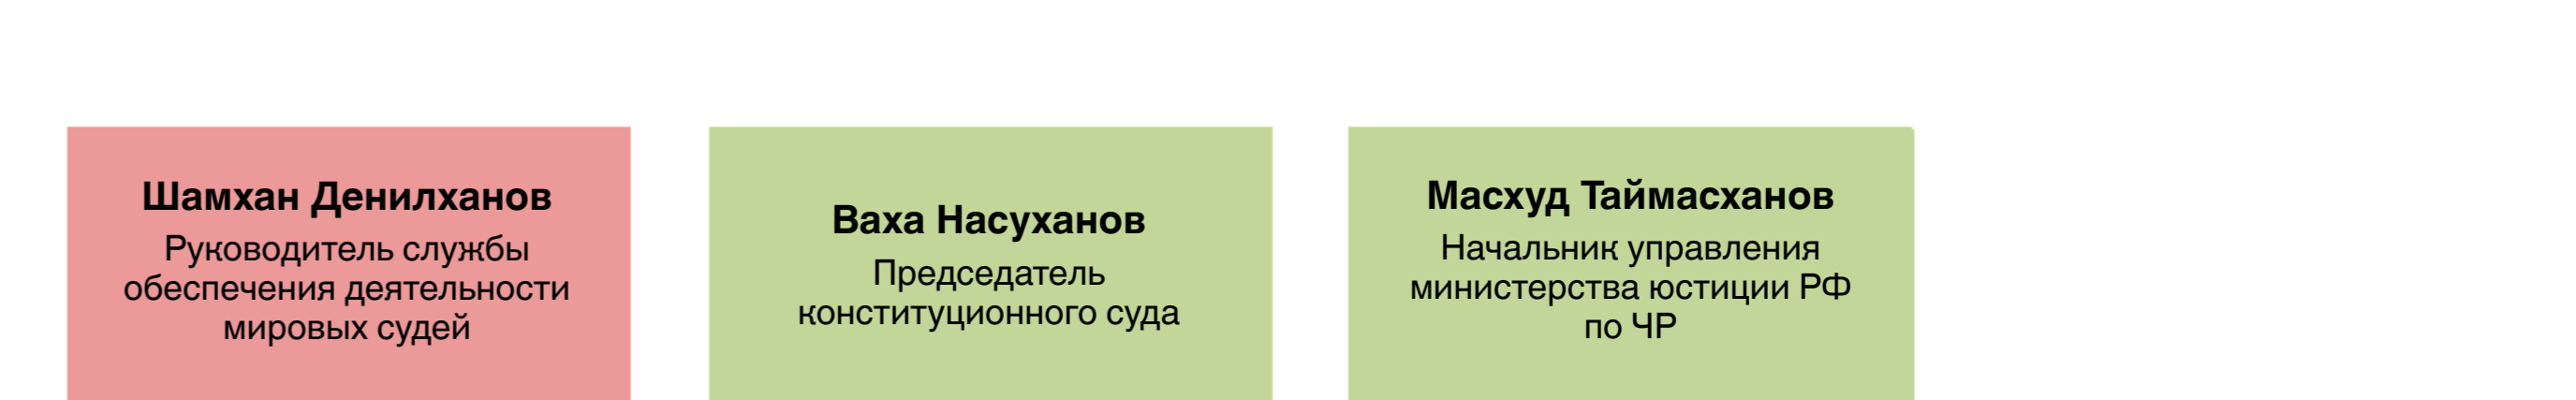 Шамхан Денилханов
Руководитель службы
обеспечения деятельности
мировых судей
Ваха Насуханов
Председатель
конституционного суда
Масхуд Таймасханов
Начальник управления
министерства юстиции РФ
по ЧР